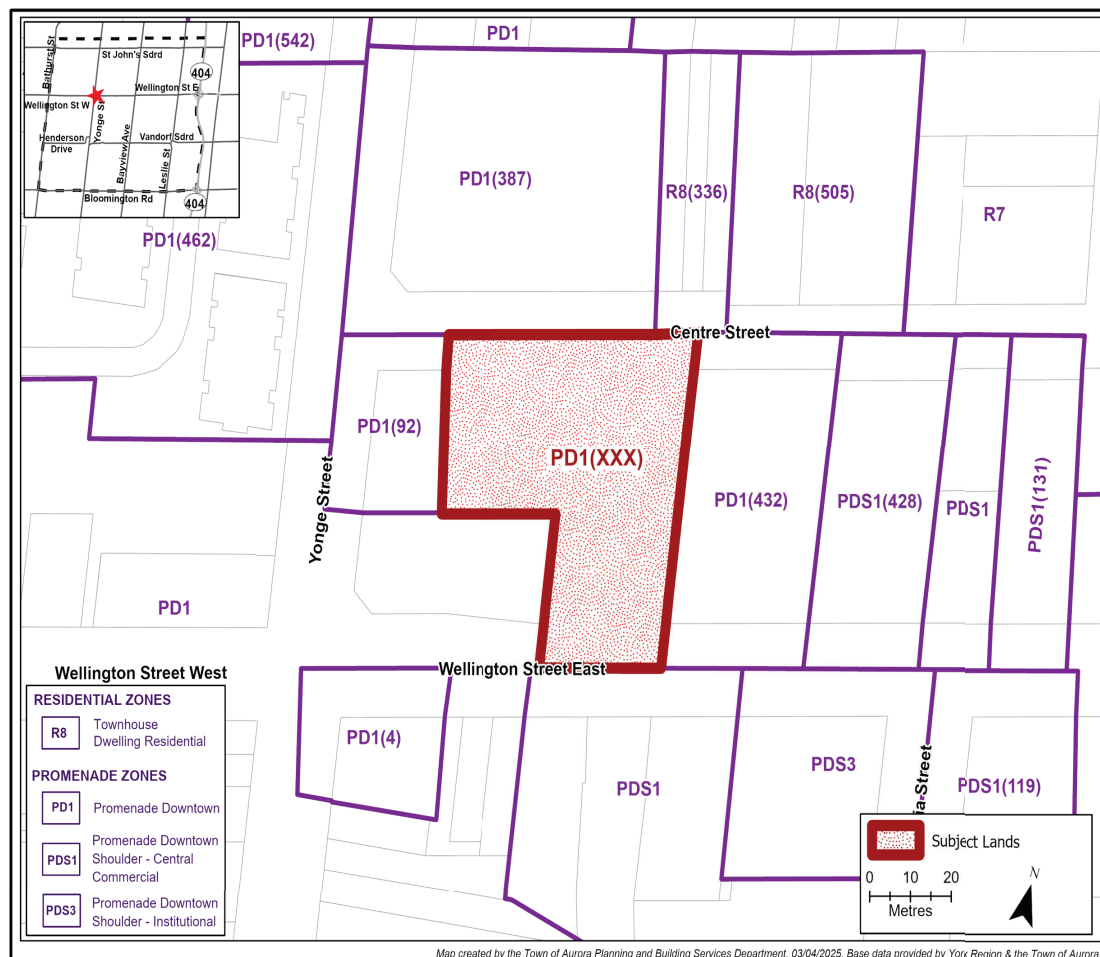 PD1(542)
PD1
Bathurst St
St John's Sdrd
404
Wellington St E
Wellington St W
Yonge St
Henderson
Drive
Bayview Ave
Vandorf Sdrd
Leslie St
Bloomington Rd
404
PD1(462)
PD1(387)
R8(336)
R8(505)
R7
Centre Street
PD1(92)
PD1(XXX)
PD1(432)
PDS1(428)
PDS1
PDS1(131)
Yonge Street
PD1
Wellington Street West
Wellington Street East
PD1(4)
PDS1
PDS3
ia Street
PDS1(119)
RESIDENTIAL ZONES
R8 Townhouse
Dwelling Residential
PROMENADE ZONES
PD1 Promenade Downtown
Promenade Downtown
PDS1 Shoulder - Central
Commercial
PDS3 Promenade Downtown
Shoulder - Institutional
Subject Lands
0 10 20
Metres
N
Map created by the Town of Aurora Planning and Building Services Department, 03/04/2025. Base data provided by York Region & the Town of Aurora